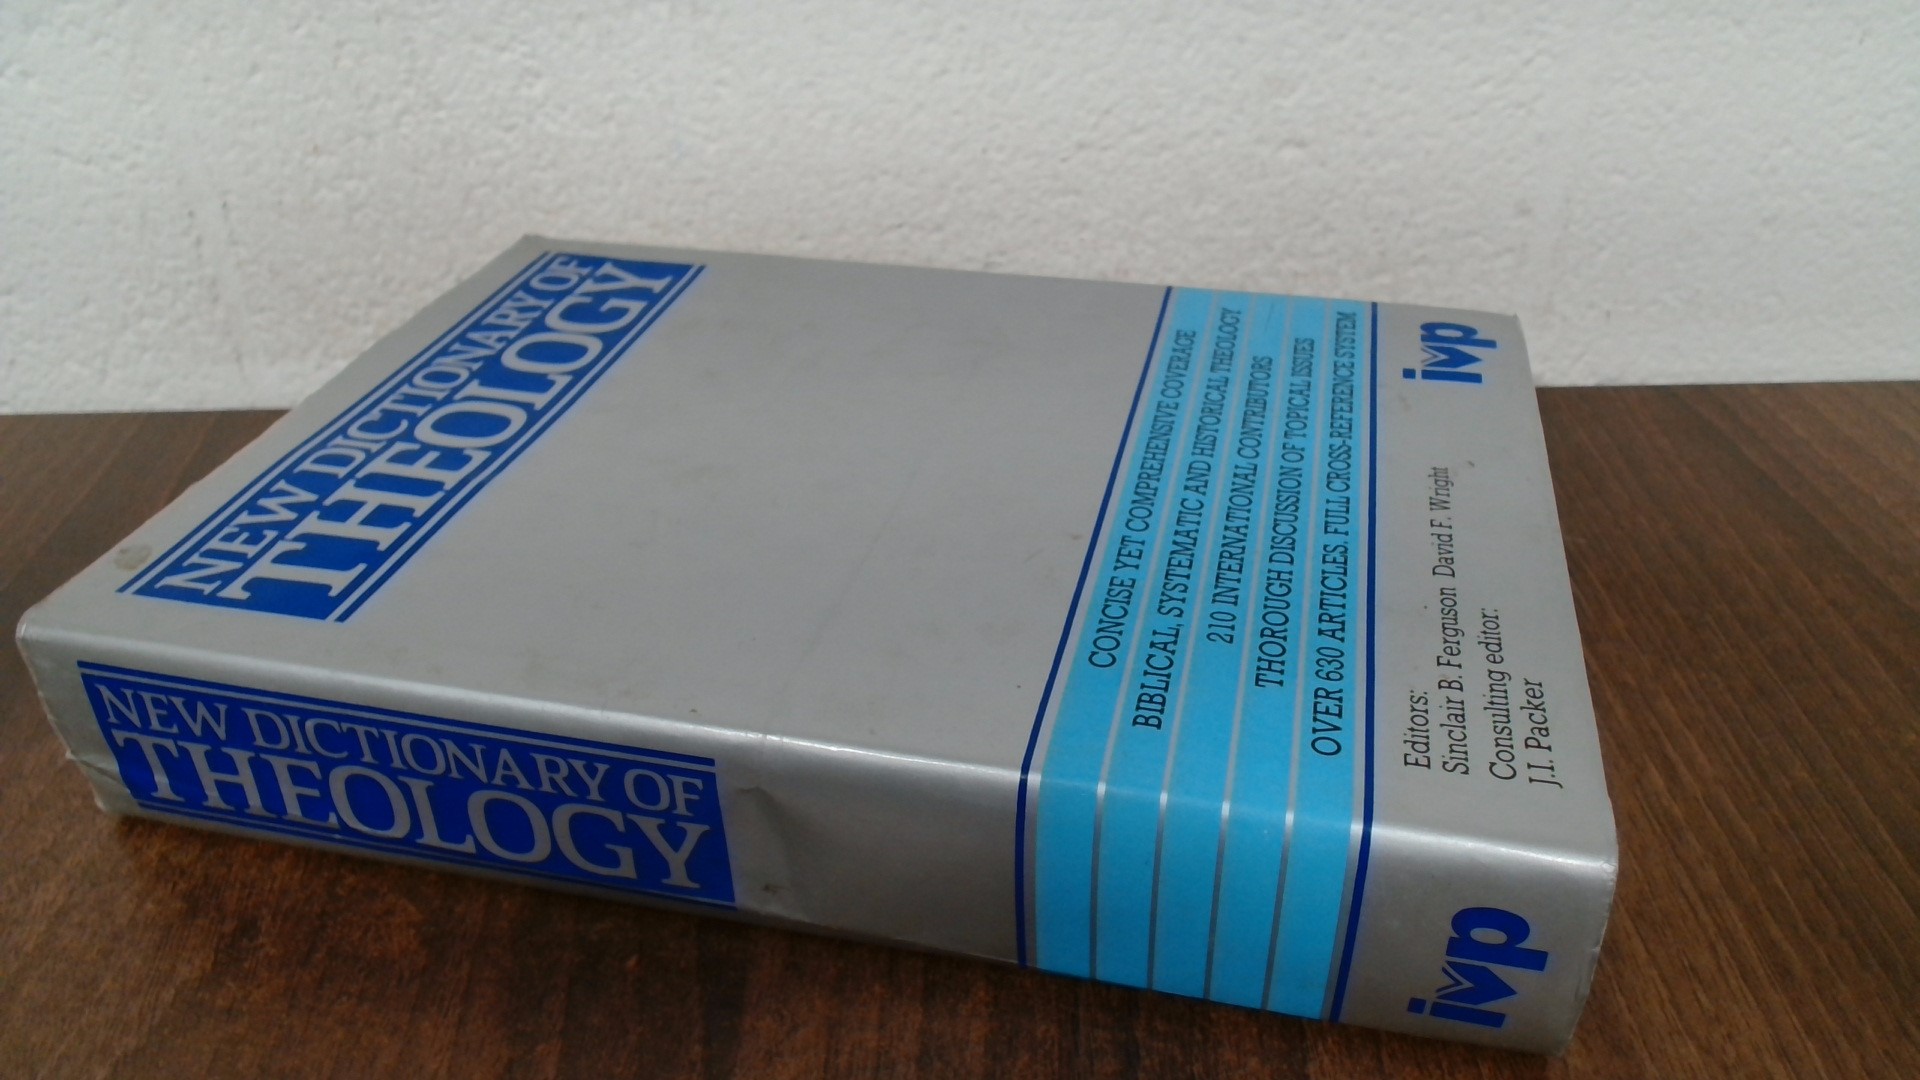 NEW DICTIONARY OF
THEOLOGY
CONCISE YET COMPREHENSIVE COVERAGE
BIBLICAL, SYSTEMATIC AND HISTORICAL THEOLOGY
210 INTERNATIONAL CONTRIBUTORS
THOROUGH DISCUSSION OF TOPICAL ISSUES
OVER 630 ARTICLES, FULL CROSS-REFERENCE SYSTEM
Editors:
Sinclair B. Ferguson David F. Wright
Consulting editor:
J.I. Packer
ivp
NEW DICTIONARY OF
THEOLOGY
ivp